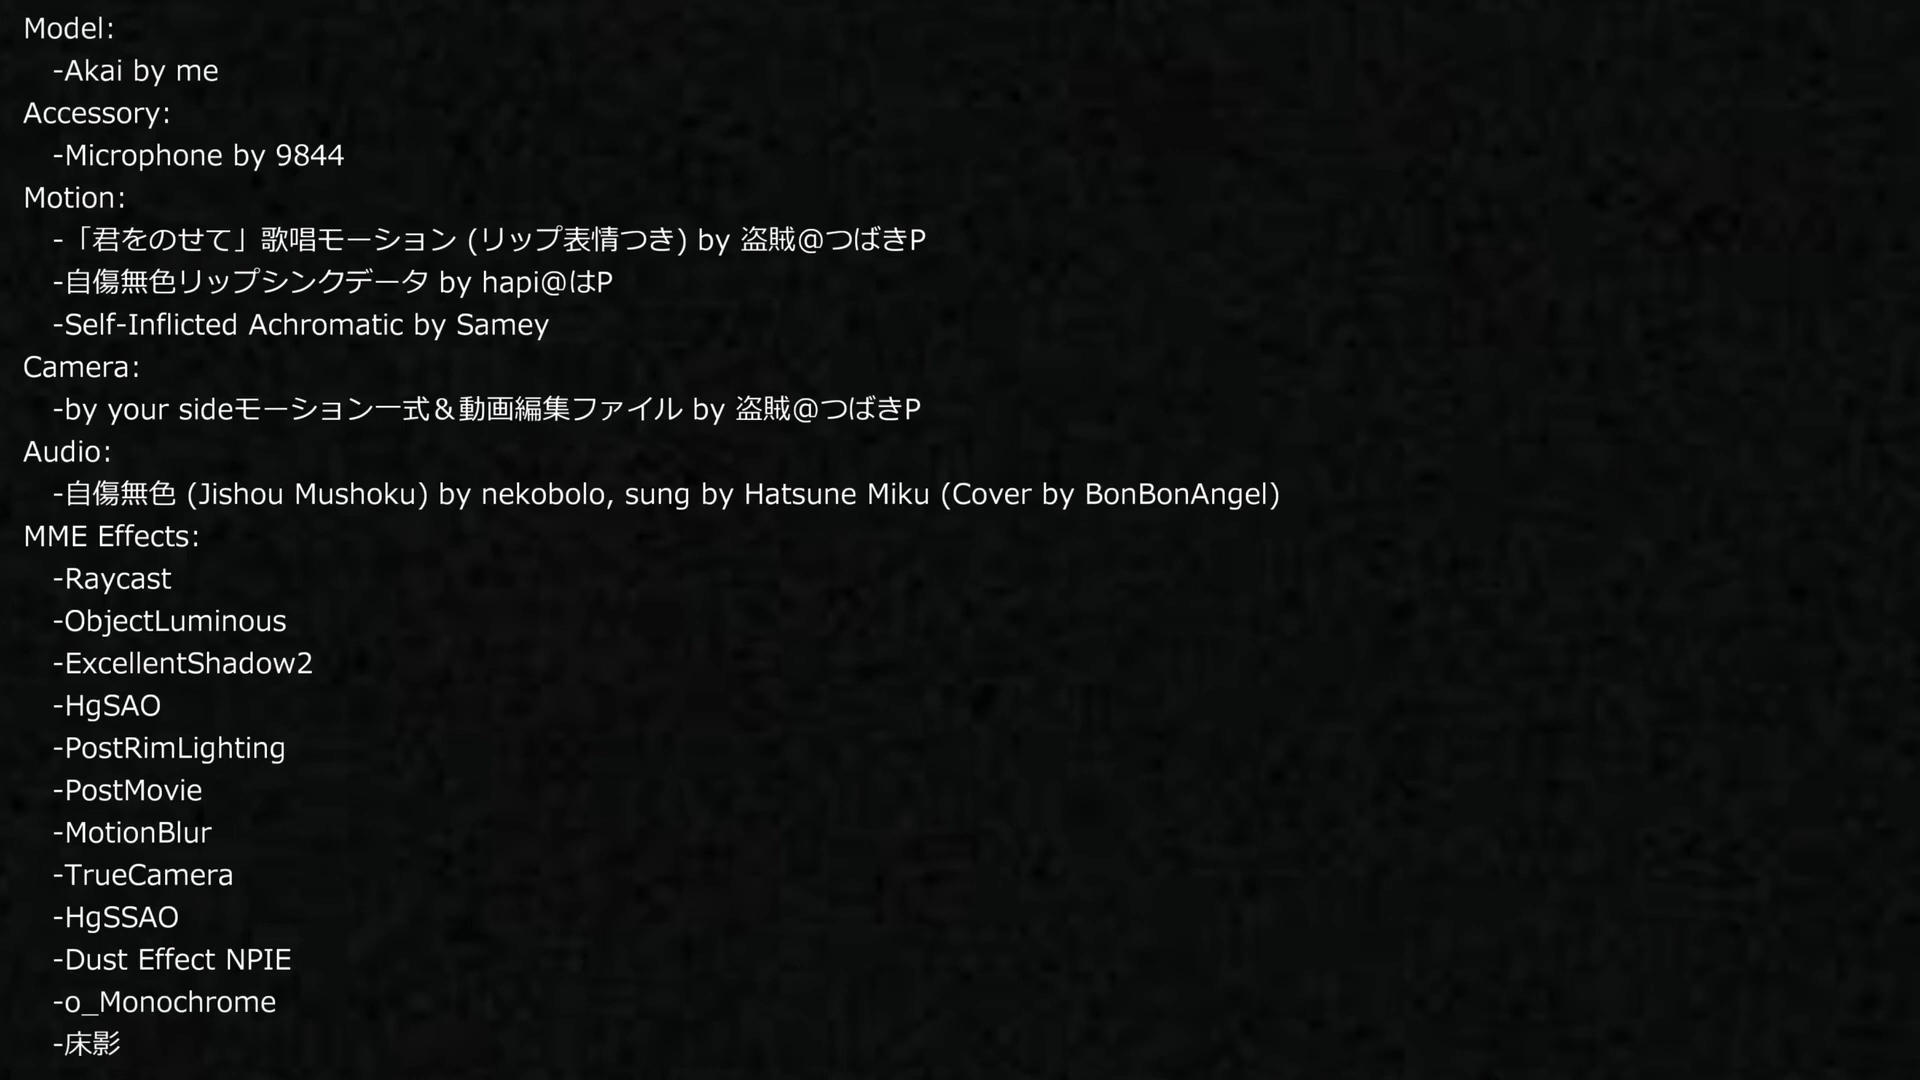 Model:
-Akai by me
Accessory:
-Microphone by 9844
Motion:
-「君をのせて」歌唱モーション (リップ表情つき) by 盗賊@つばきP
-自傷無色リップシンクデータ by hapi@はP
-Self-Inflicted Achromatic by Samey
Camera:
-by your sideモーション一式＆動画編集ファイル by 盗賊@つばきP
Audio:
-自傷無色 (Jishou Mushoku) by nekobolo, sung by Hatsune Miku (Cover by BonBonAngel)
MME Effects:
-Raycast
-ObjectLuminous
-ExcellentShadow2
-HgSAO
-PostRimLighting
-PostMovie
-MotionBlur
-TrueCamera
-HgSSAO
-Dust Effect NPIE
-o_Monochrome
-床影